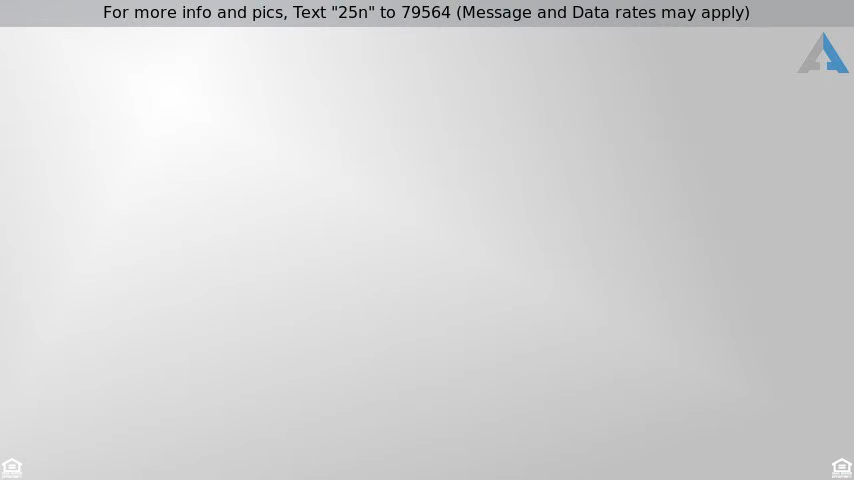 For more info and pics, Text "25n" to 79564 (Message and Data rates may apply)